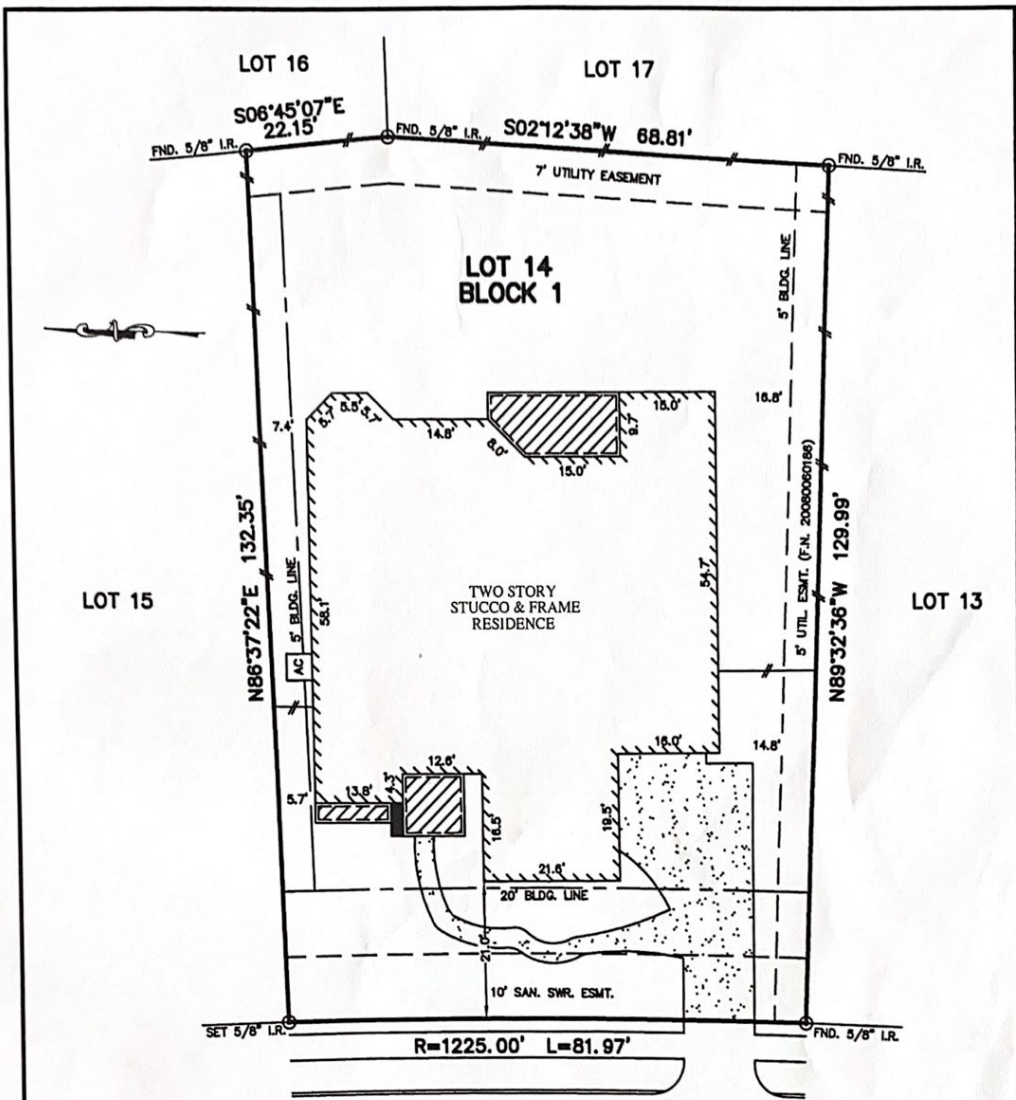 LOT 16
LOT 17
S06°45'07"E
22.15'
FND. 5/8" I.R.
FND. 5/8" I.R.
S02°12'38"W 68.81'
FND. 5/8" I.R.
7' UTILITY EASEMENT
LOT 14
BLOCK 1
5' BLDG. LINE
7.4'
5.7'
5.5'
5.7'
14.8'
8.0'
15.0'
9.7'
15.0'
16.8'
N86°37'22"E 132.35'
5' BLDG. LINE
58.1'
54.7'
5' UTIL. ESMT. (F.N. 20080060186)
N89°32'36"W 129.99'
LOT 15
TWO STORY
STUCCO & FRAME
RESIDENCE
LOT 13
AC
16.0'
14.8'
12.6'
5.7'
13.8'
16.5'
19.5'
21.6'
20' BLDG. LINE
21.0'
10' SAN. SWR. ESMT.
SET 5/8" I.R.
FND. 5/8" I.R.
R=1225.00' L=81.97'